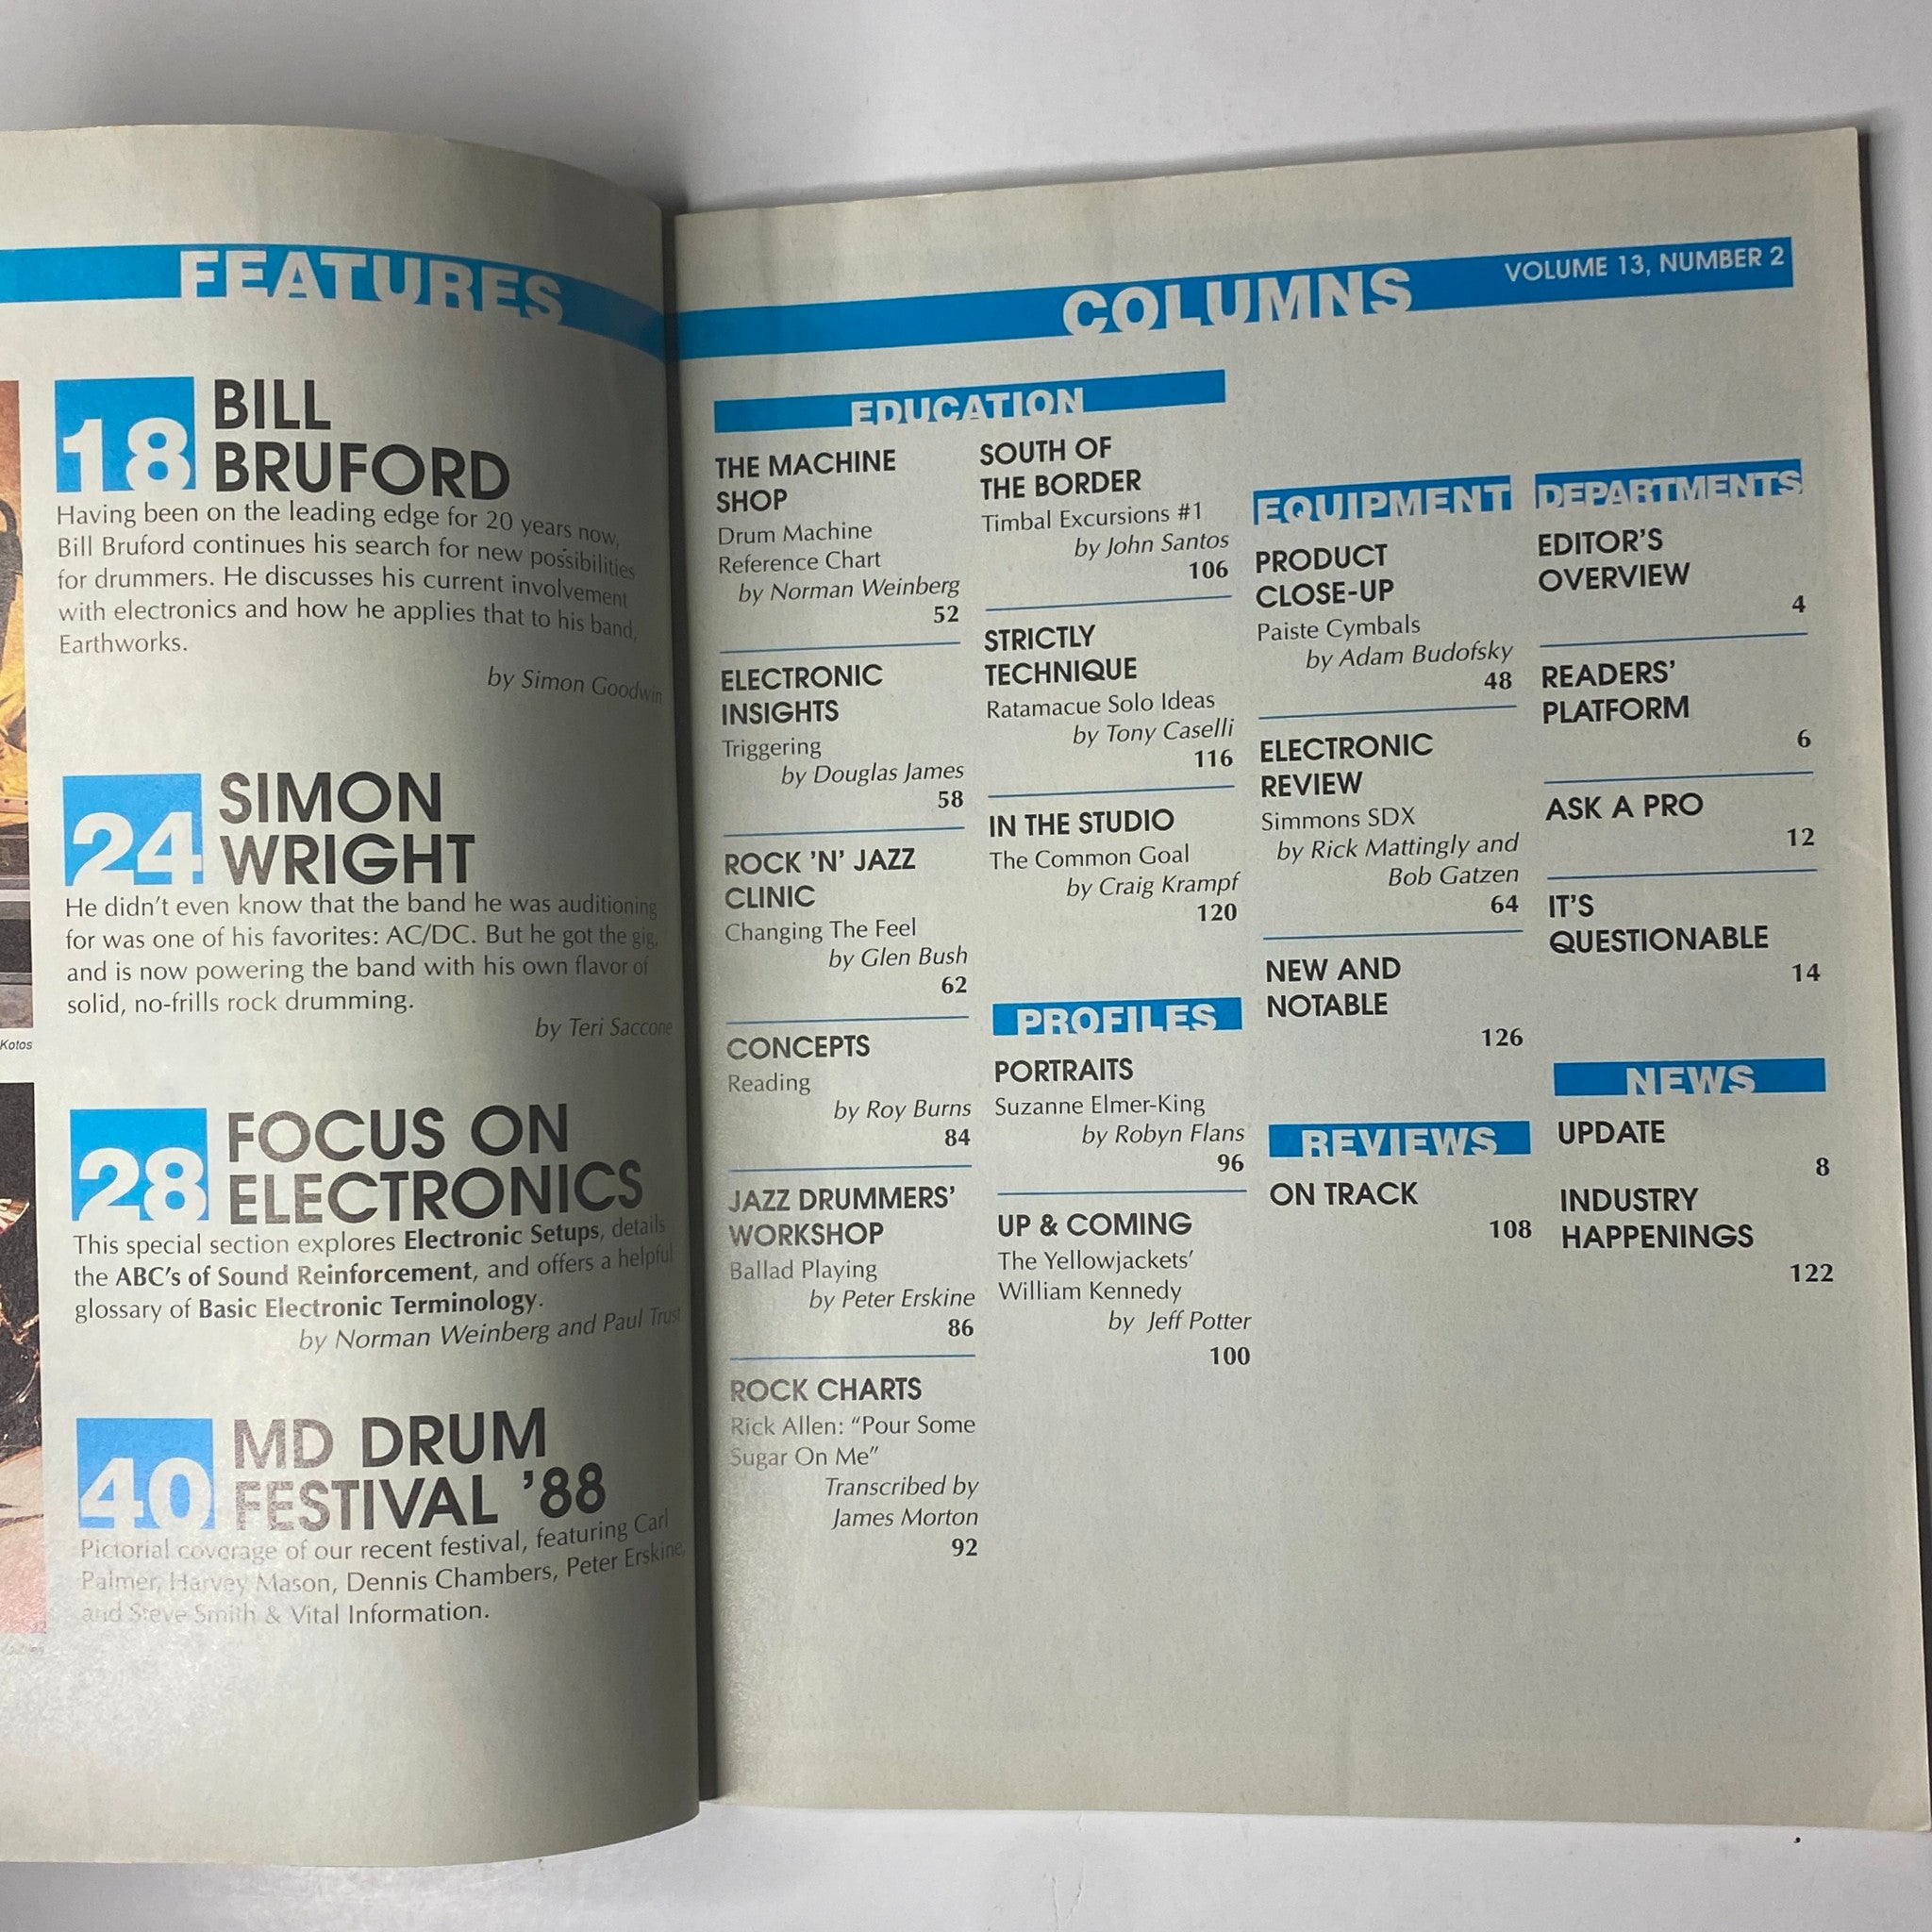 FEATURES
18
BILL
BRUFORD
Having been on the leading edge for 20 years now,
Bill Bruford continues his search for new possibilities
for drummers. He discusses his current involvement
with electronics and how he applies that to his band,
Earthworks.
by Simon Goodwin
24
SIMON
WRIGHT
He didn't even know that the band he was auditioning
for was one of his favorites: AC/DC. But he got the gig,
and is now powering the band with his own flavor of
solid, no-frills rock drumming.
by Teri Saccone
Kotos
28
FOCUS ON
ELECTRONICS
This special section explores Electronic Setups, details
the ABC's of Sound Reinforcement, and offers a helpful
glossary of Basic Electronic Terminology.
by Norman Weinberg and Paul Trust
40
MD DRUM
FESTIVAL '88
Pictorial coverage of our recent festival, featuring Carl
Palmer, Harvey Mason, Dennis Chambers, Peter Erskine,
and Steve Smith & Vital Information.
COLUMNS
VOLUME 13, NUMBER 2
EDUCATION
THE MACHINE
SHOP
Drum Machine
Reference Chart
by Norman Weinberg
52
ELECTRONIC
INSIGHTS
Triggering
by Douglas James
58
ROCK 'N' JAZZ
CLINIC
Changing The Feel
by Glen Bush
62
CONCEPTS
Reading
by Roy Burns
84
JAZZ DRUMMERS'
WORKSHOP
Ballad Playing
by Peter Erskine
86
ROCK CHARTS
Rick Allen: "Pour Some
Sugar On Me"
Transcribed by
James Morton
92
SOUTH OF
THE BORDER
Timbal Excursions #1
by John Santos
106
STRICTLY
TECHNIQUE
Ratamacue Solo Ideas
by Tony Caselli
116
IN THE STUDIO
The Common Goal
by Craig Krampf
120
PROFILES
PORTRAITS
Suzanne Elmer-King
by Robyn Flans
96
UP & COMING
The Yellowjackets'
William Kennedy
by Jeff Potter
100
EQUIPMENT
PRODUCT
CLOSE-UP
Paiste Cymbals
by Adam Budofsky
48
ELECTRONIC
REVIEW
Simmons SDX
by Rick Mattingly and
Bob Gatzen
64
NEW AND
NOTABLE
126
REVIEWS
ON TRACK
108
DEPARTMENTS
EDITOR'S
OVERVIEW
4
READERS'
PLATFORM
6
ASK A PRO
12
IT'S
QUESTIONABLE
14
NEWS
UPDATE
8
INDUSTRY
HAPPENINGS
122